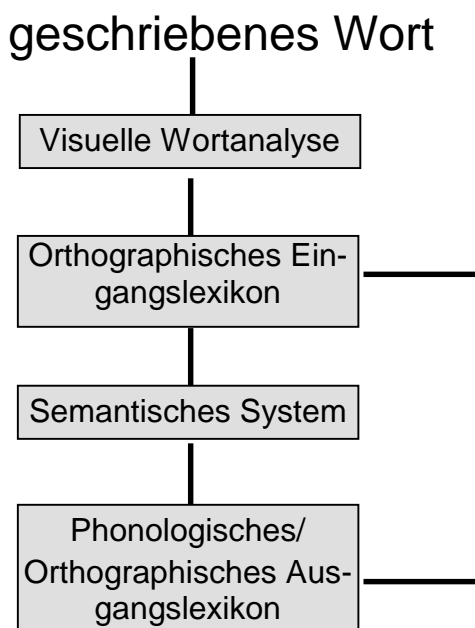 geschriebenes Wort
Visuelle Wortanalyse
Orthographisches Ein-
gangslexikon
Semantisches System
Phonologisches/
Orthographisches Aus-
gangslexikon